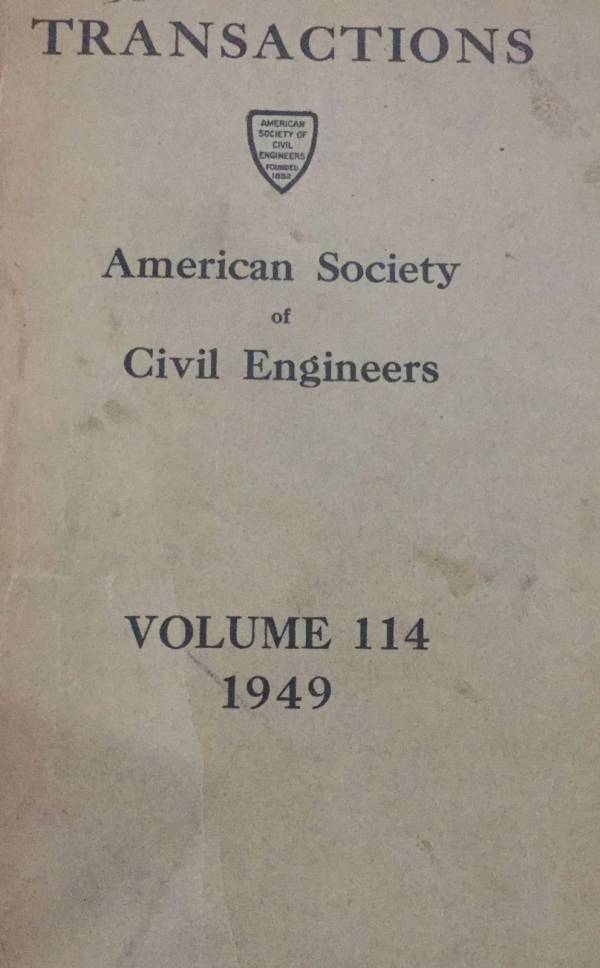 TRANSACTIONS
AMERICAN
SOCIETY OF
CIVIL
ENGINEERS
FOUNDED
1852
American Society
of
Civil Engineers
VOLUME 114
1949